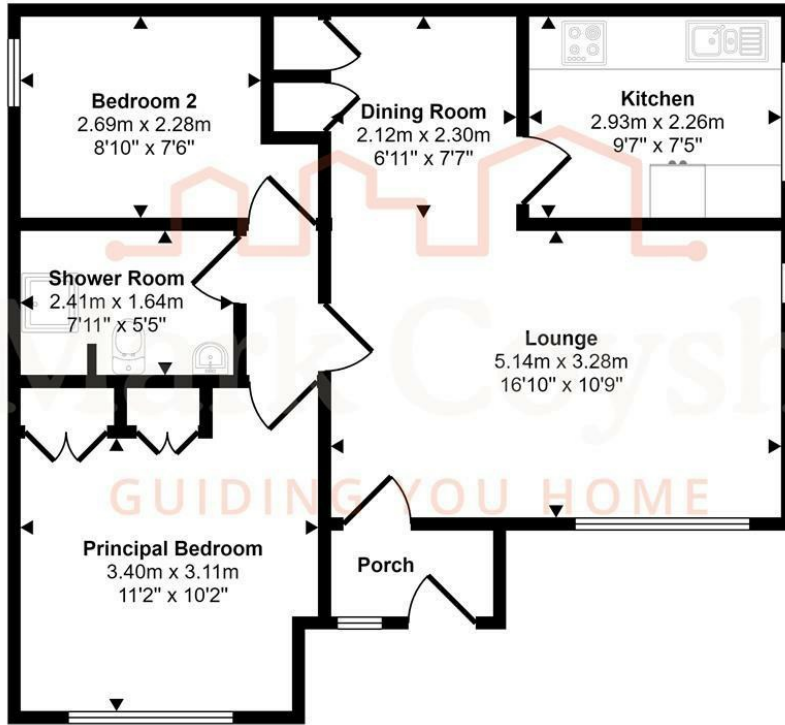 Bedroom 2
2.69m x 2.28m
8'10" x 7'6"
Dining Room
2.12m x 2.30m
6'11" x 7'7"
Kitchen
2.93m x 2.26m
9'7" x 7'5"
Shower Room
2.41m x 1.64m
7'11" x 5'5"
Lounge
5.14m x 3.28m
16'10" x 10'9"
Mark Coysh
GUIDING YOU HOME
Principal Bedroom
3.40m x 3.11m
11'2" x 10'2"
Porch